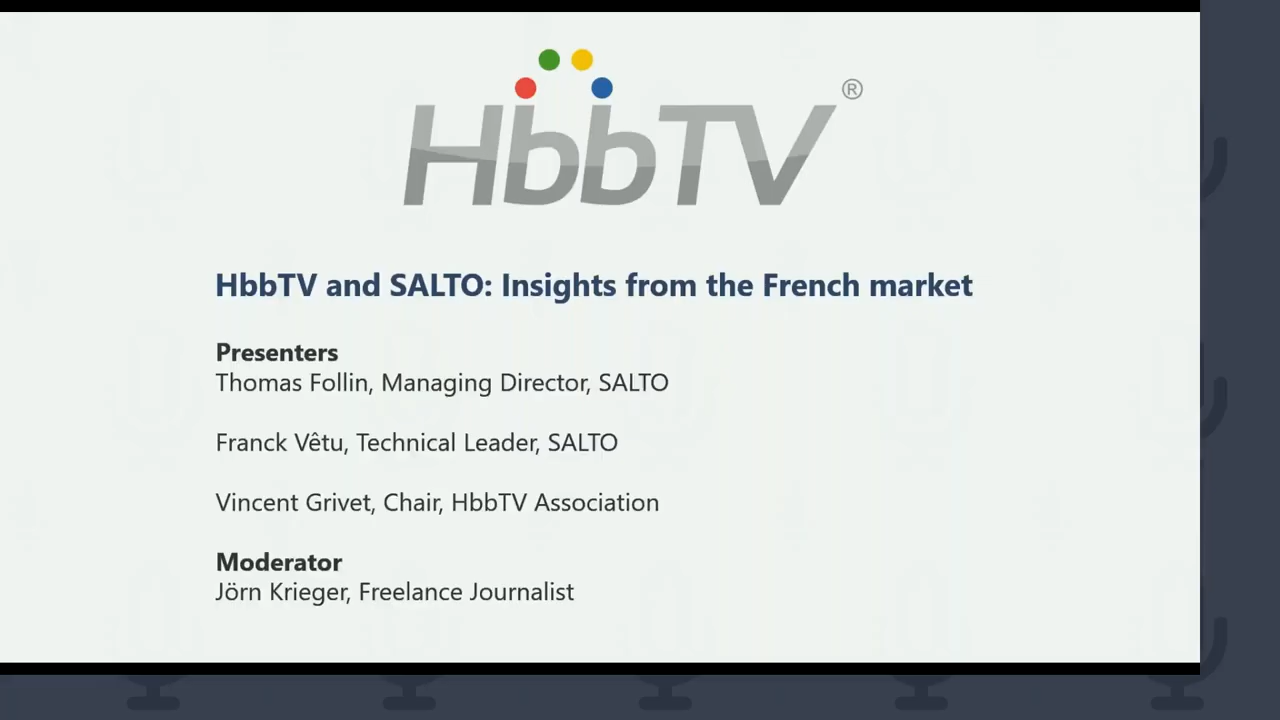 HbbTV®
HbbTV and SALTO: Insights from the French market
Presenters
Thomas Follin, Managing Director, SALTO
Franck Vêtu, Technical Leader, SALTO
Vincent Grivet, Chair, HbbTV Association
Moderator
Jörn Krieger, Freelance Journalist